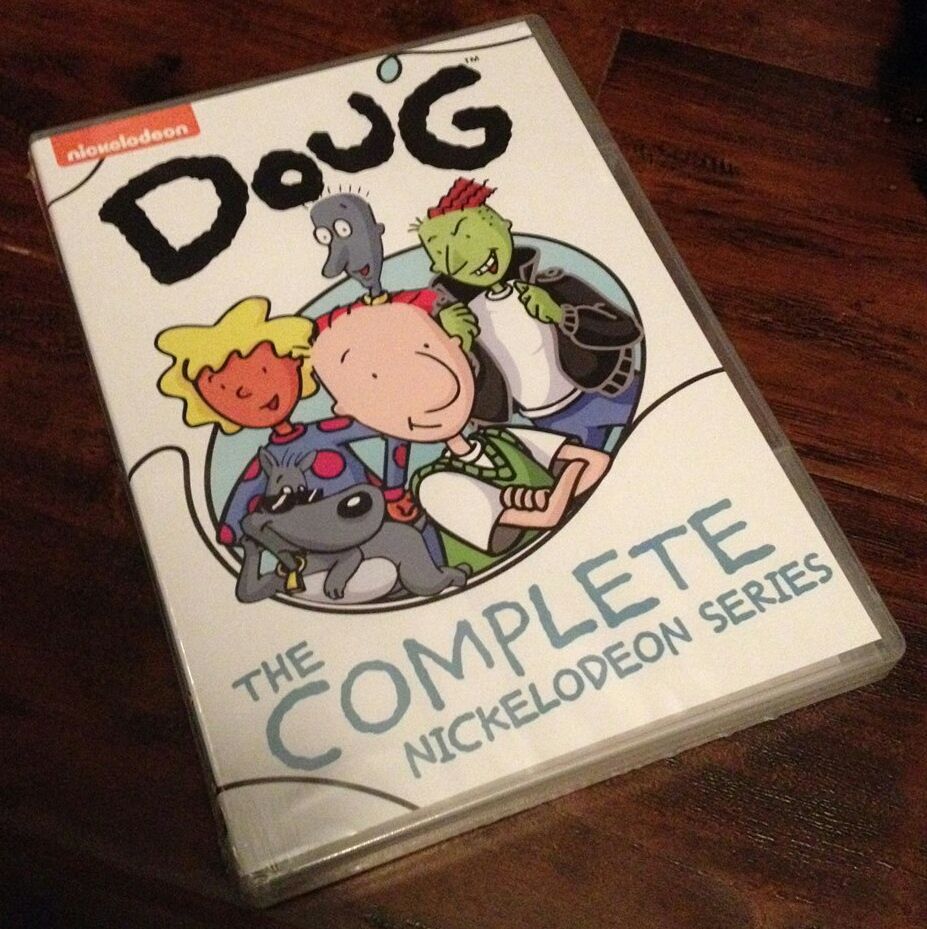 nickelodeon
DOUG™
THE
COMPLETE
NICKELODEON SERIES